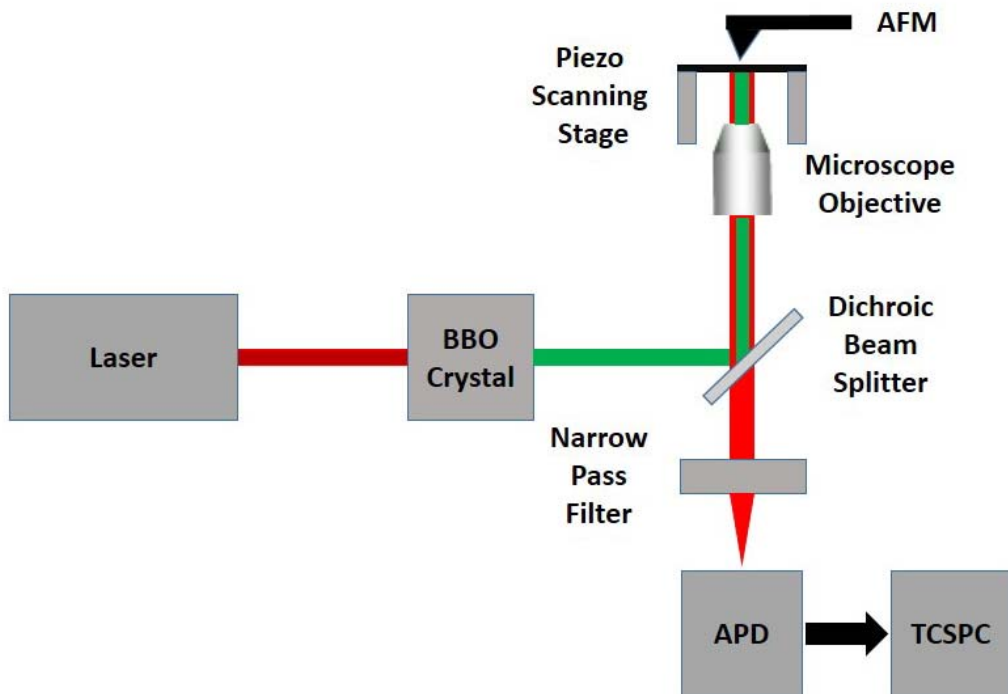 AFM
Piezo
Scanning
Stage
Microscope
Objective
Laser
BBO
Crystal
Dichroic
Beam
Splitter
Narrow
Pass
Filter
APD
TCSPC